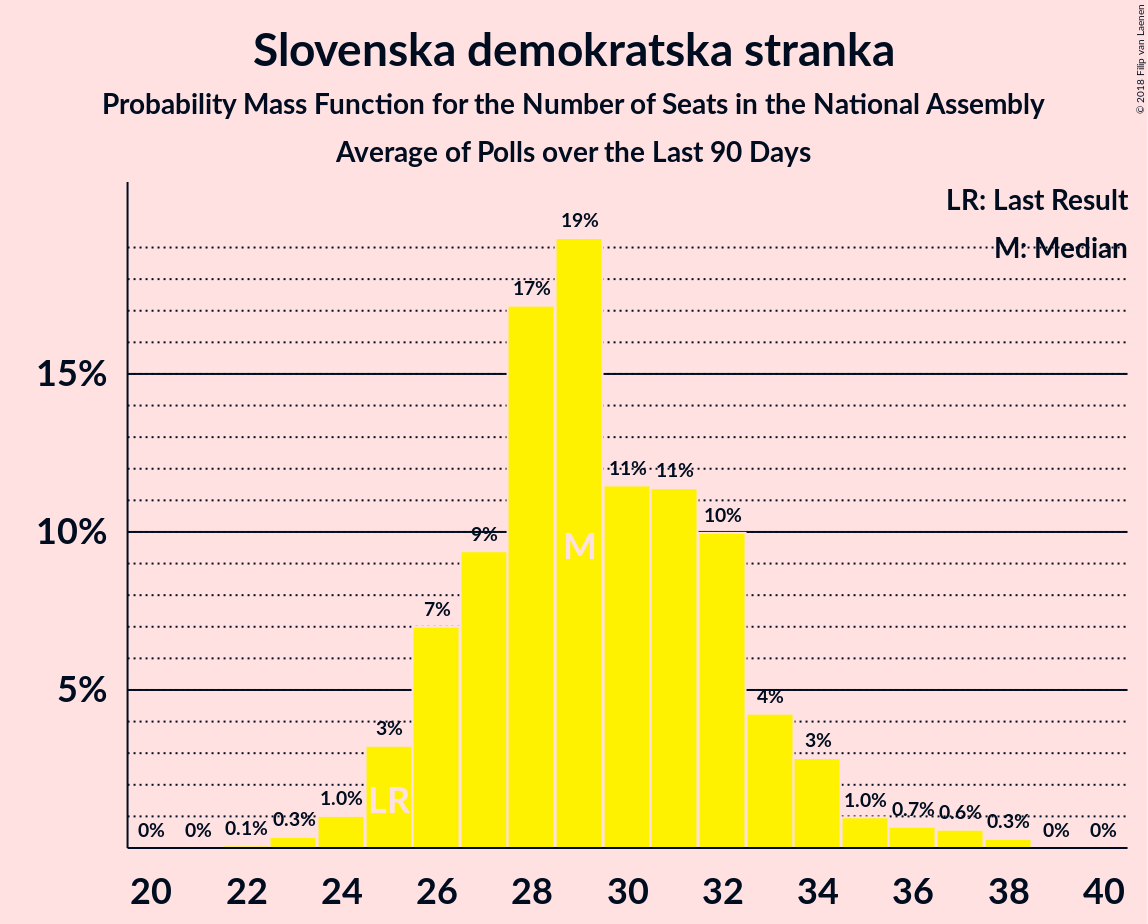 Slovenska demokratska stranka
Probability Mass Function for the Number of Seats in the National Assembly
Average of Polls over the Last 90 Days
© 2018 Filip van Laenen
LR: Last Result
M: Median
15%
10%
5%
0% 0% 0.1% 0.3% 1.0% 3% 7% 9% 17% 19% 11% 11% 10% 4% 3% 1.0% 0.7% 0.6% 0.3% 0% 0%
LR
M
20 22 24 26 28 30 32 34 36 38 40